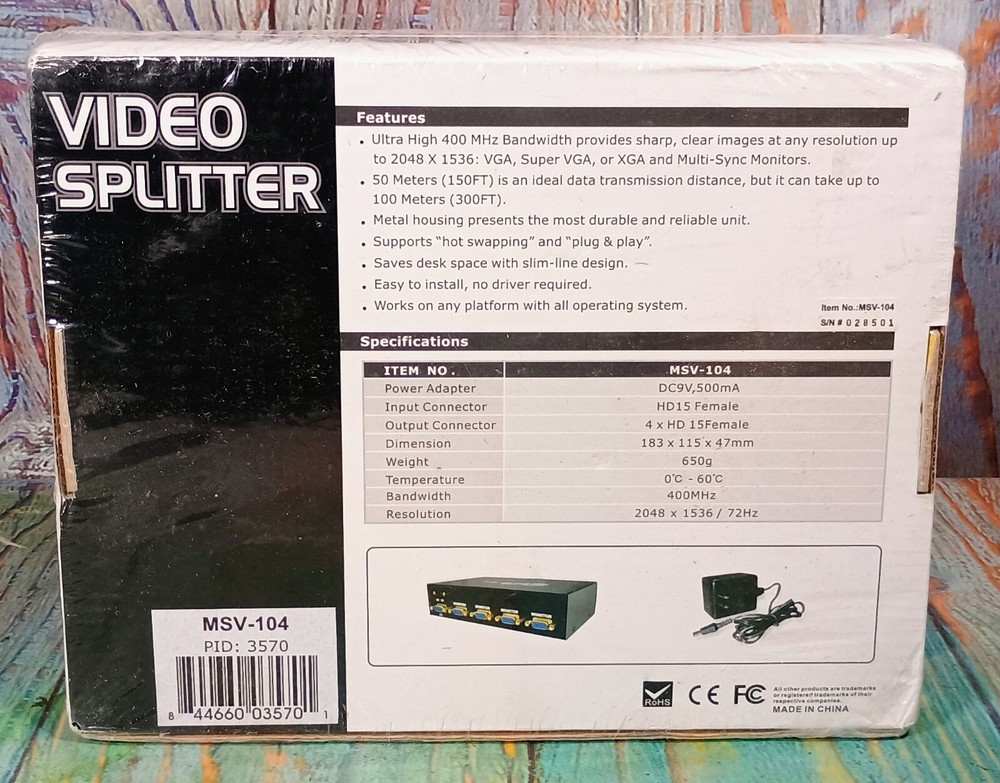 VIDEO
SPLITTER
Features
• Ultra High 400 MHz Bandwidth provides sharp, clear images at any resolution up
to 2048 X 1536: VGA, Super VGA, or XGA and Multi-Sync Monitors.
• 50 Meters (150FT) is an ideal data transmission distance, but it can take up to
100 Meters (300FT).
• Metal housing presents the most durable and reliable unit.
• Supports “hot swapping” and “plug & play”.
• Saves desk space with slim-line design.
• Easy to install, no driver required.
• Works on any platform with all operating system.
Item No.:MSV-104
S/N # 028501
Specifications
ITEM NO. MSV-104
Power Adapter DC9V,500mA
Input Connector HD15 Female
Output Connector 4 x HD 15Female
Dimension 183 x 115 x 47mm
Weight 650g
Temperature 0℃ - 60℃
Bandwidth 400MHz
Resolution 2048 x 1536 / 72Hz
MSV-104
PID: 3570
8 44660 03570 1
RoHS CE FC
All other products are trademarks
or registered trademarks of their
respective companies.
MADE IN CHINA